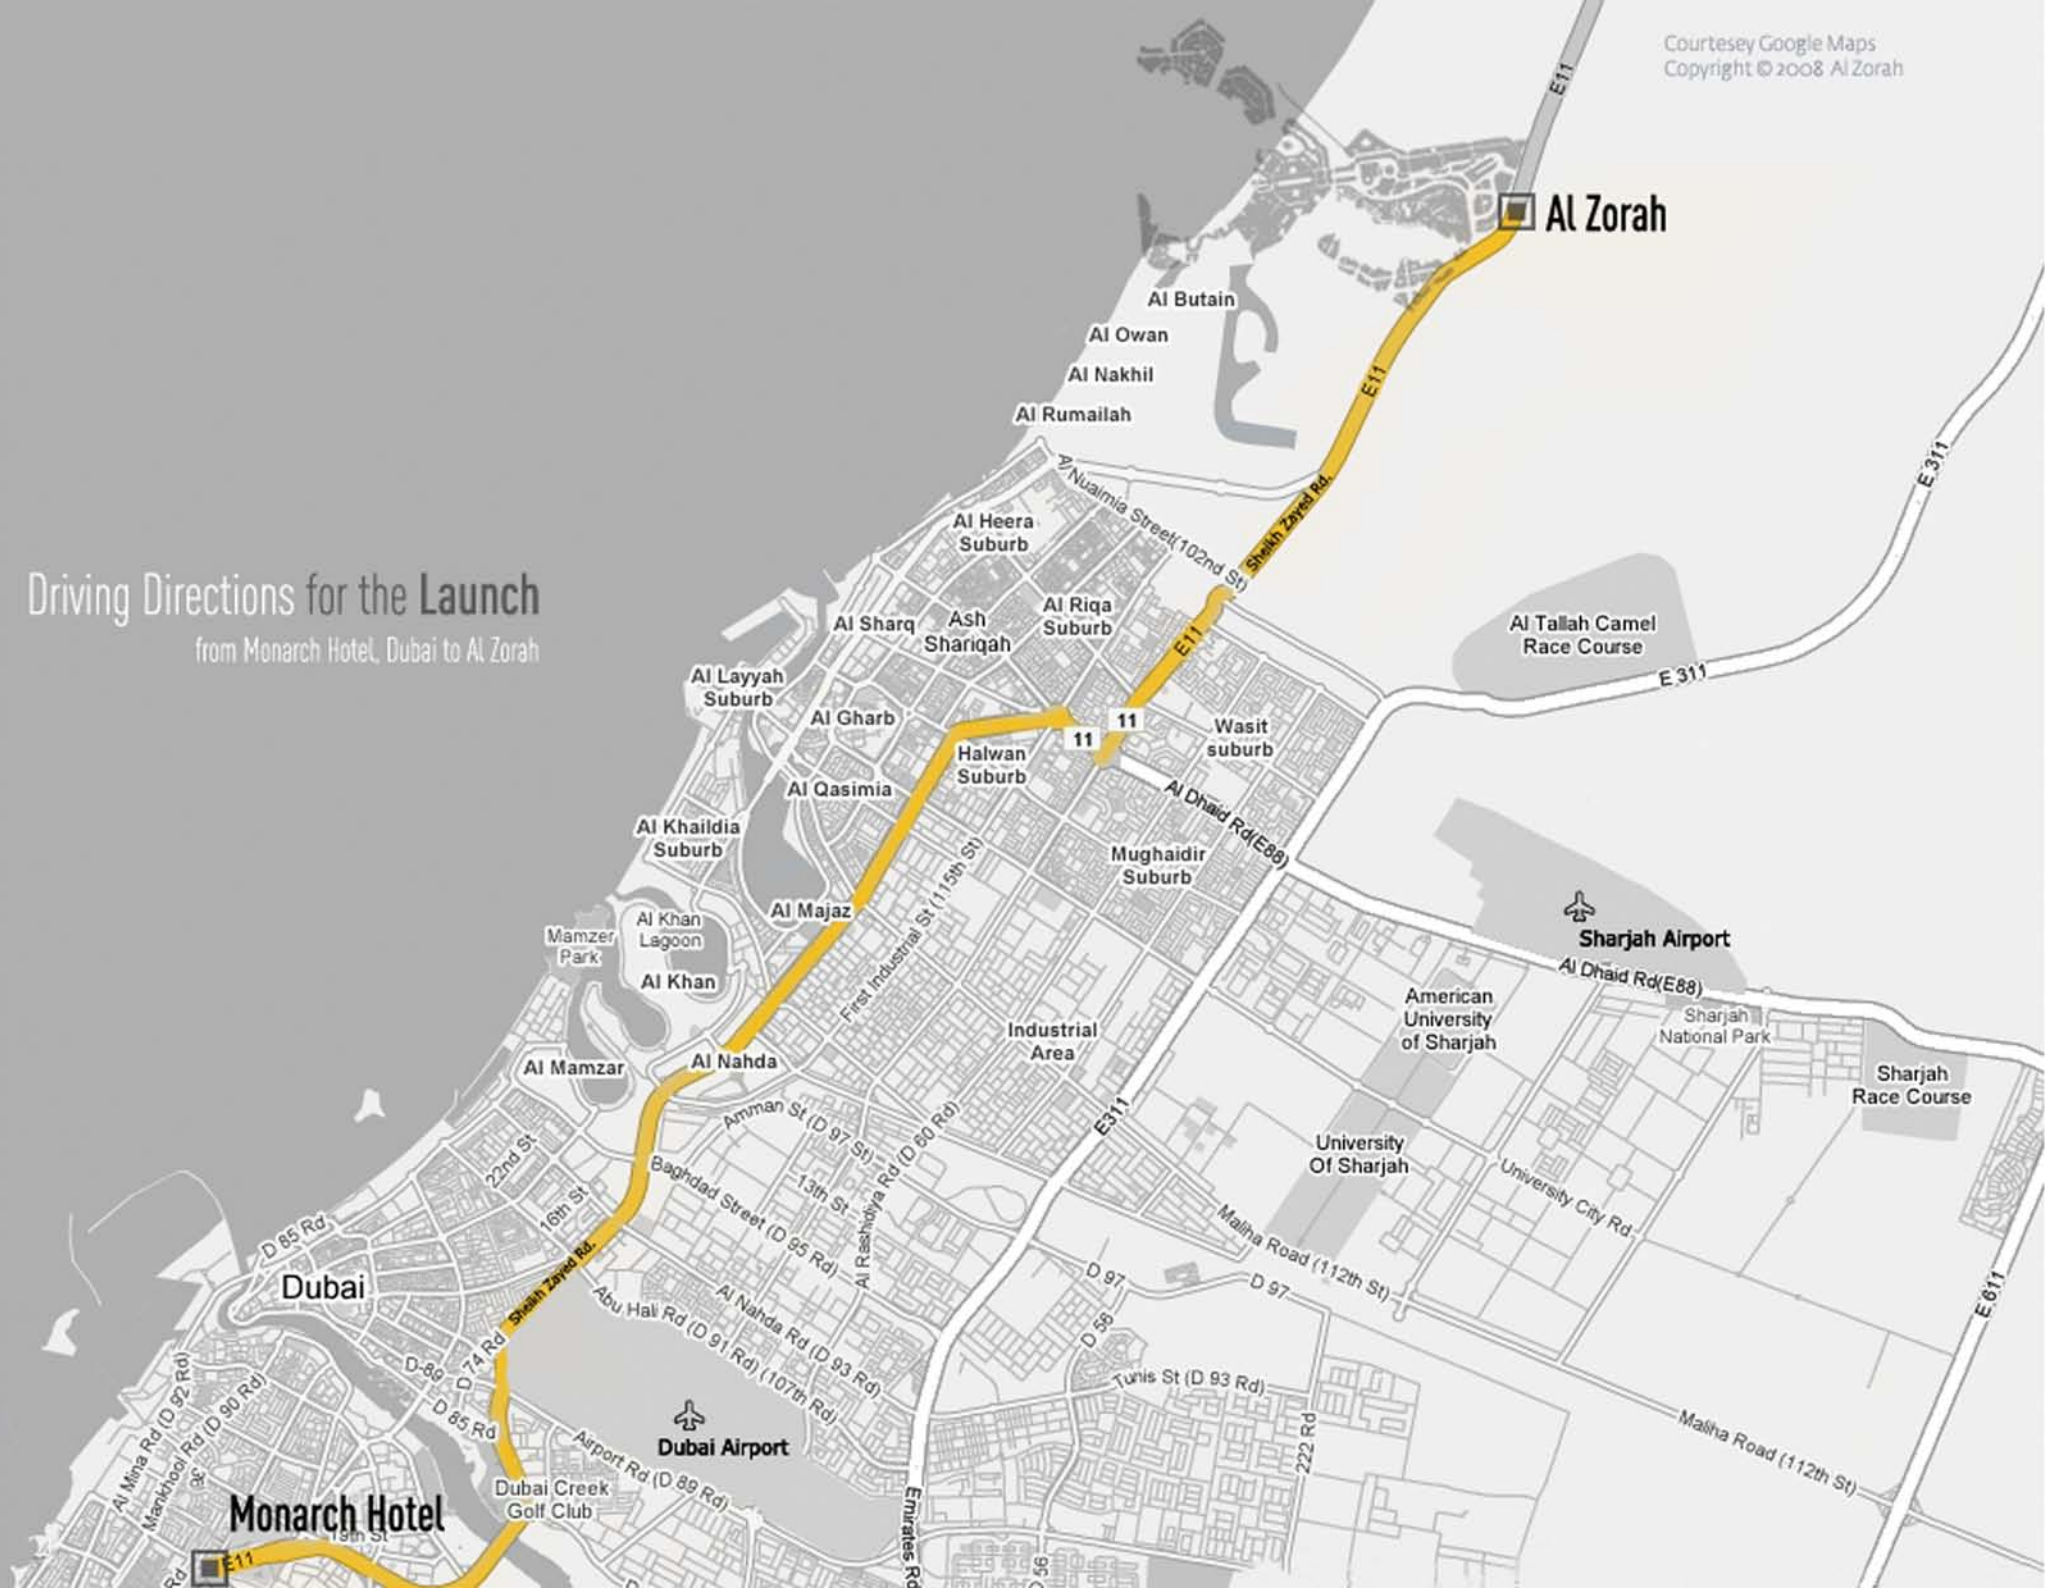 Courtesey Google Maps
Copyright © 2008 Al Zorah
E11
Al Zorah
Al Butain
Al Owan
Al Nakhil
E11
Al Rumailah
E 311
Al Nuaimia Street(102nd St)
Sheikh Zayed Rd.
Al Heera
Suburb
Driving Directions for the Launch
from Monarch Hotel, Dubai to Al Zorah
Al Sharq
Ash
Shariqah
Al Riqa
Suburb
E11
Al Tallah Camel
Race Course
E 311
Al Layyah
Suburb
Al Gharb
11
11
Wasit
suburb
Halwan
Suburb
Al Qasimia
Al Dhaid Rd(E88)
Al Khaildia
Suburb
Mughaidir
Suburb
First Industrial St (115th St)
Al Majaz
Al Khan
Lagoon
Mamzer
Park
Al Khan
Sharjah Airport
Al Dhaid Rd(E88)
American
University
of Sharjah
Sharjah
National Park
Industrial
Area
Al Nahda
Al Mamzar
Sharjah
Race Course
Amman St (D 97 St)
E311
22nd St
University
Of Sharjah
Baghdad Street (D 95 Rd)
13th St
Al Rashidiya Rd (D 60 Rd)
16th St
University City Rd
Maliha Road (112th St)
D 85 Rd
Dubai
Sheikh Zayed Rd.
D 97
D 97
Abu Hail Rd (D 91 Rd) (107th Rd)
Al Nahda Rd (D 93 Rd)
E 611
D 56
D 74 Rd
D-89
Tunis St (D 93 Rd)
Al Mina Rd (D 92 Rd)
Mankhool Rd (D 90 Rd)
D 85 Rd
Dubai Airport
Airport Rd (D 89 Rd)
222 Rd
Maliha Road (112th St)
Dubai Creek
Golf Club
Monarch Hotel
19th St
E11
Rd
Emirates Rd